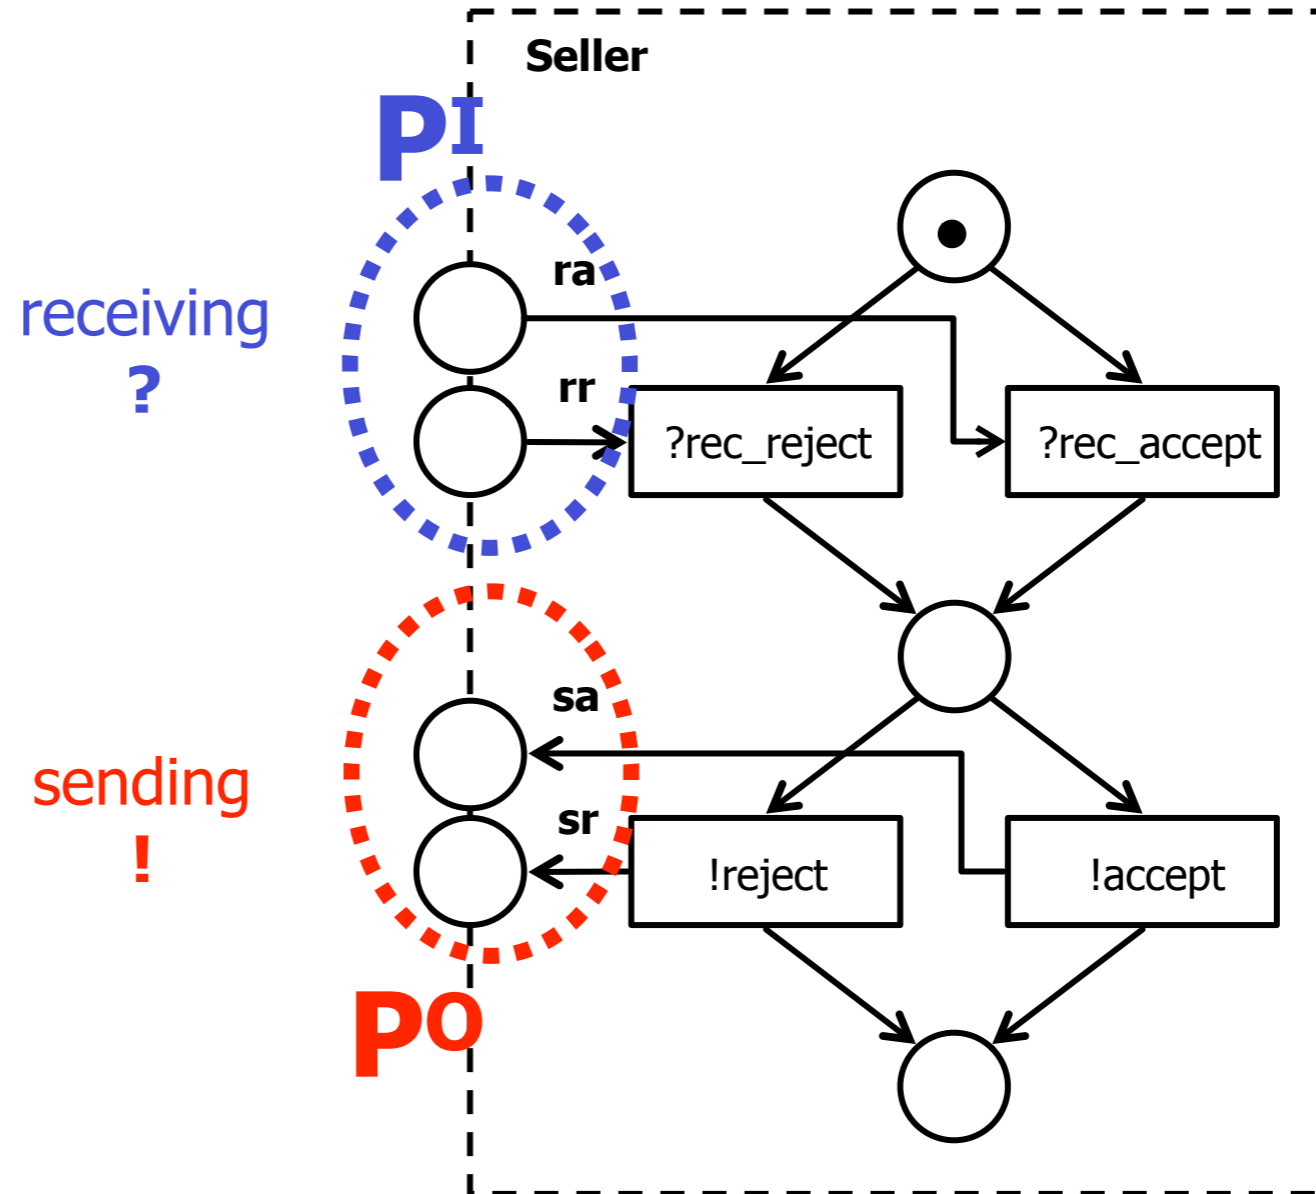 Seller
PI
ra
receiving
?
rr
?rec_reject
?rec_accept
sa
sending
!
sr
!reject
!accept
PO